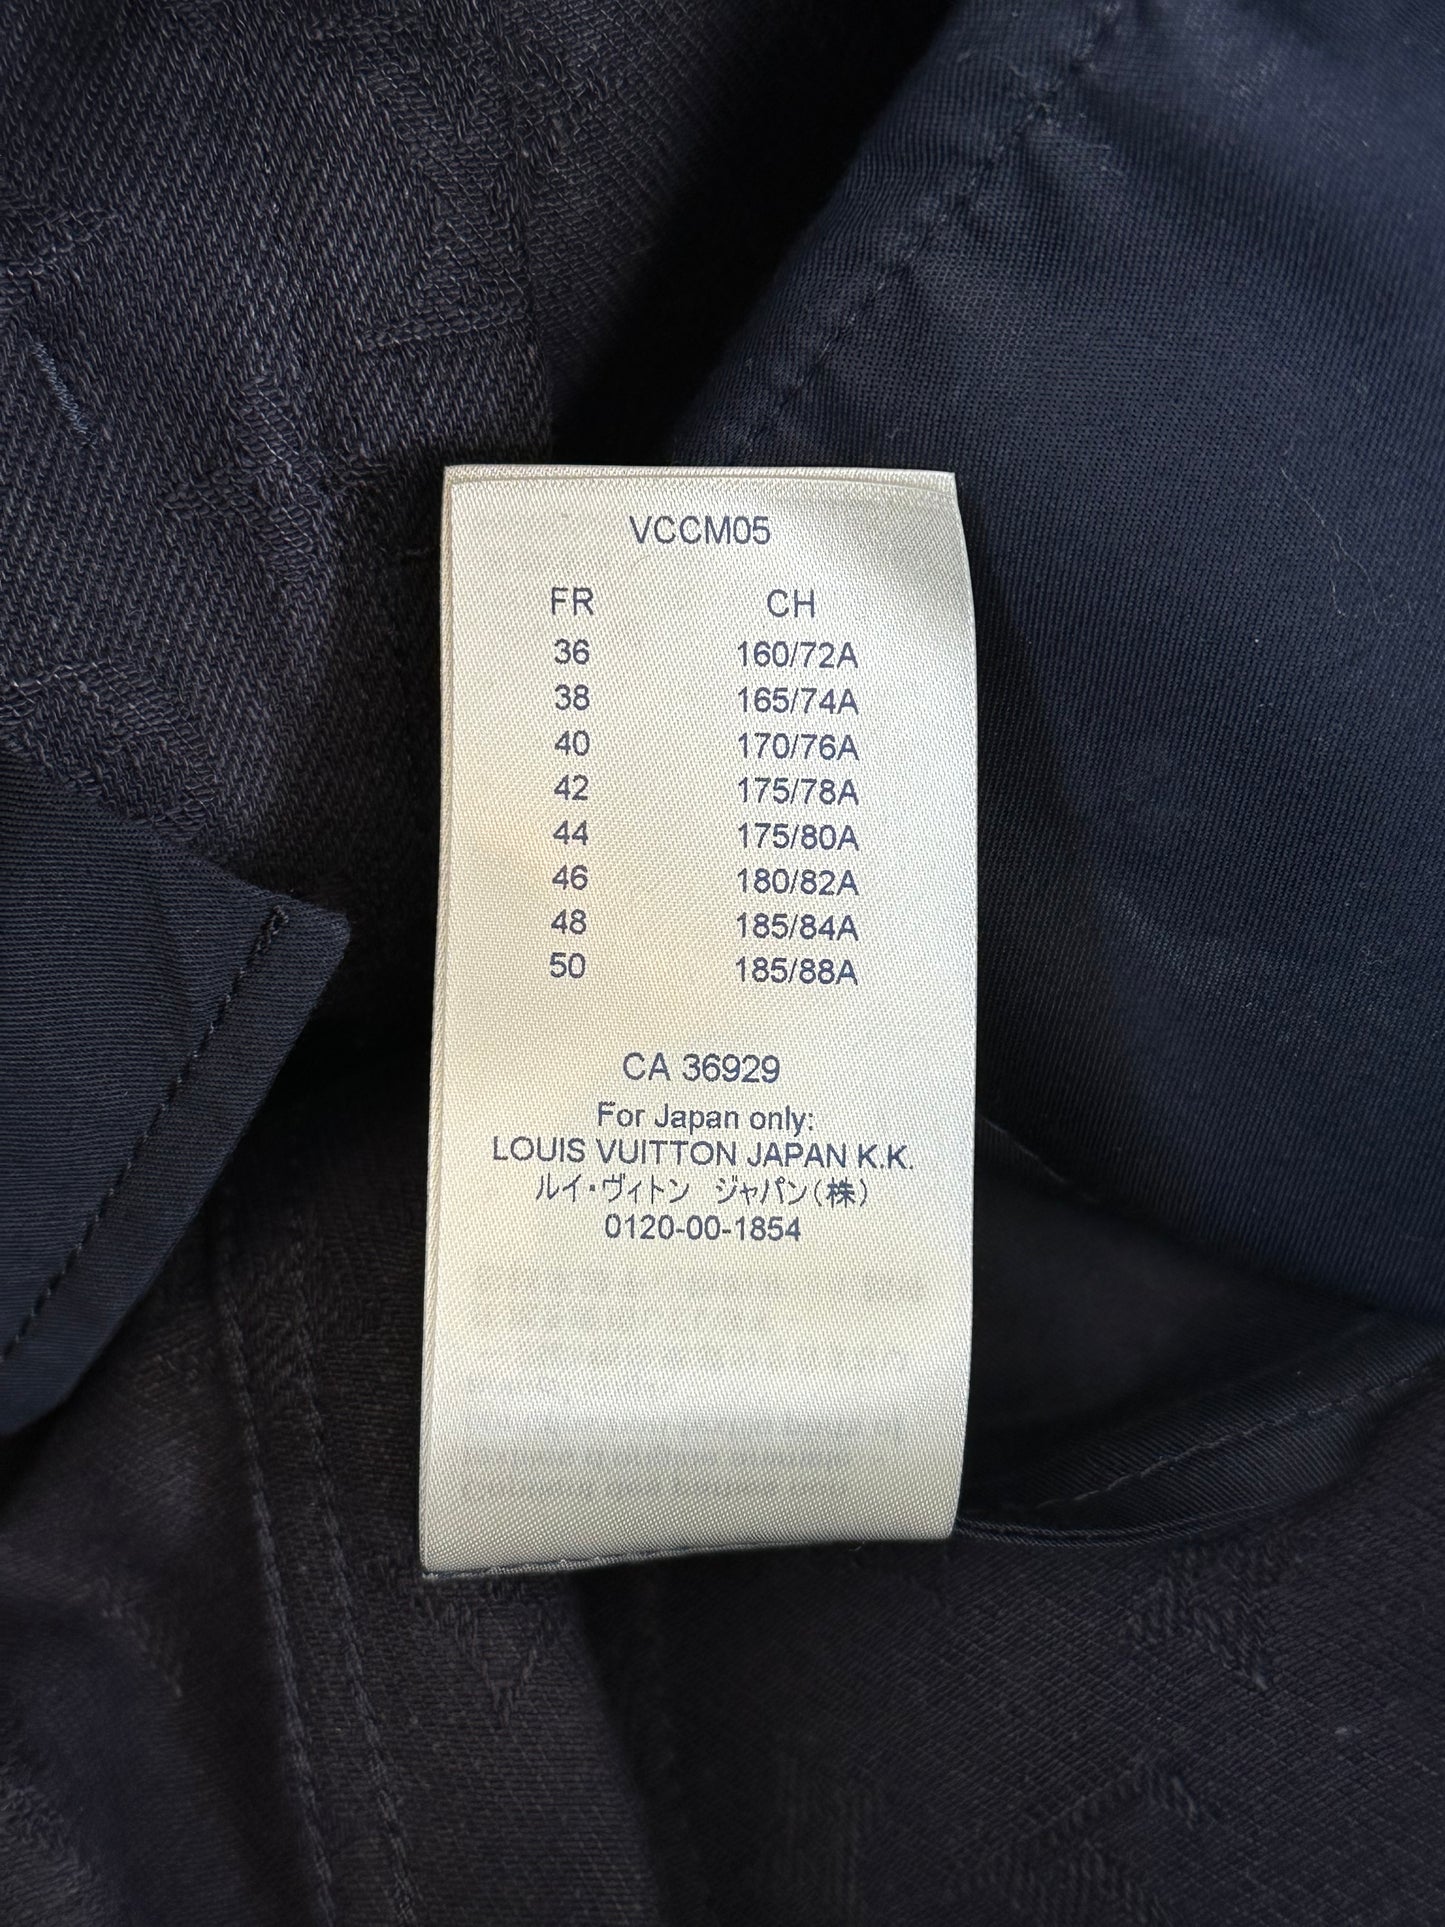 VCCM05
FR CH
36 160/72A
38 165/74A
40 170/76A
42 175/78A
44 175/80A
46 180/82A
48 185/84A
50 185/88A
CA 36929
For Japan only:
LOUIS VUITTON JAPAN K.K.
ルイ・ヴィトン ジャパン(株)
0120-00-1854